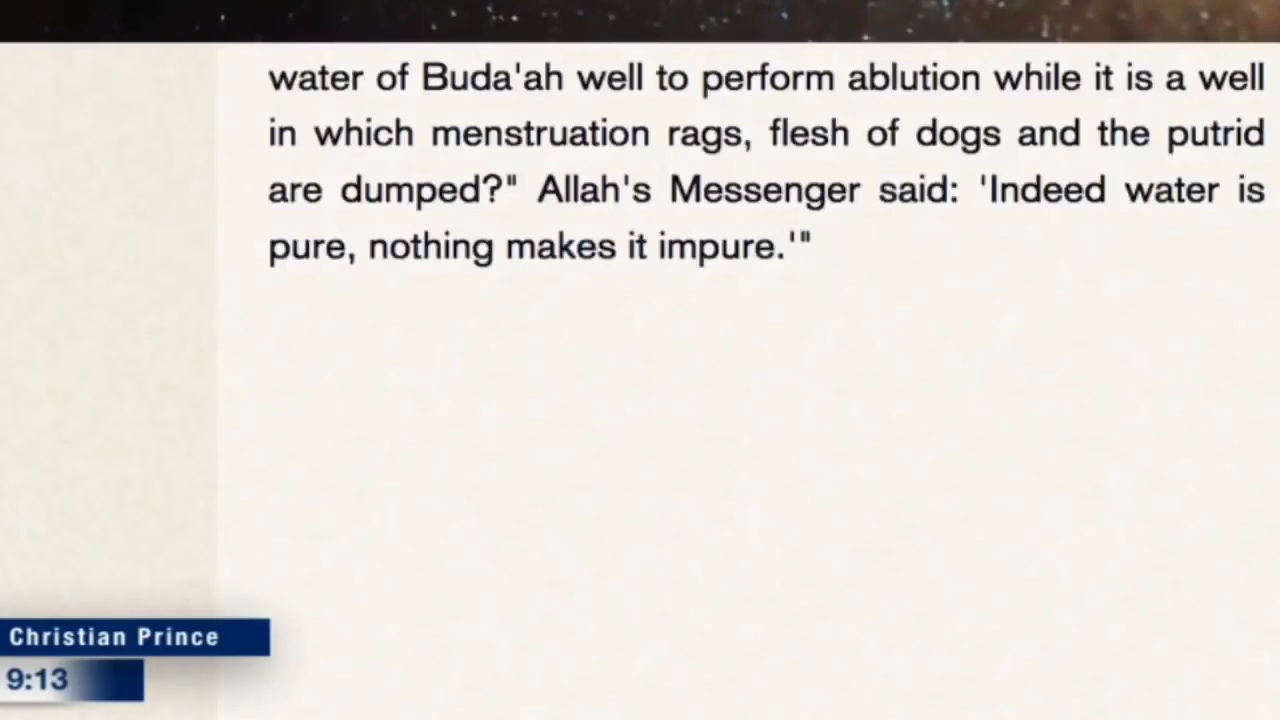 water of Buda'ah well to perform ablution while it is a well
in which menstruation rags, flesh of dogs and the putrid
are dumped?" Allah's Messenger said: 'Indeed water is
pure, nothing makes it impure.'"
Christian Prince
9:13